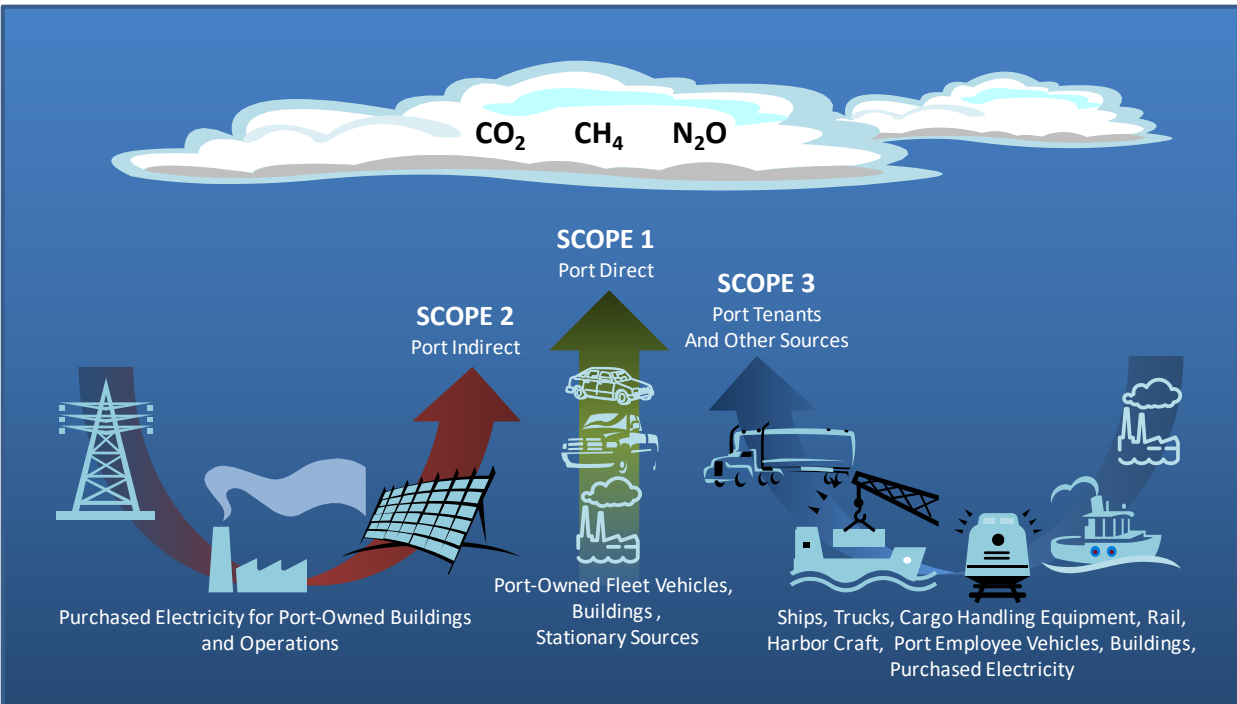 CO₂ CH₄ N₂O
SCOPE 1
Port Direct
SCOPE 2
Port Indirect
SCOPE 3
Port Tenants
And Other Sources
Purchased Electricity for Port-Owned Buildings
and Operations
Port-Owned Fleet Vehicles,
Buildings ,
Stationary Sources
Ships, Trucks, Cargo Handling Equipment, Rail,
Harbor Craft, Port Employee Vehicles, Buildings,
Purchased Electricity